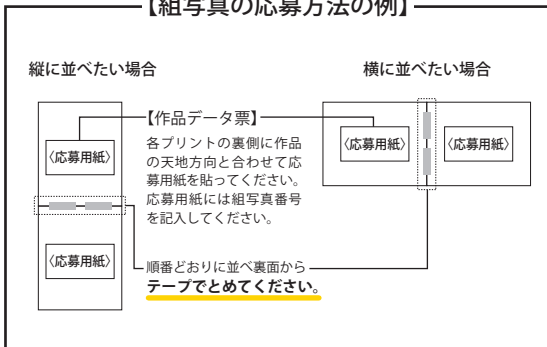 【組写真の応募方法の例】
縦に並べたい場合
横に並べたい場合
【作品データ票】
各プリントの裏側に作品
の天地方向と合わせて応
募用紙を貼ってください。
応募用紙には組写真番号
を記入してください。
〈応募用紙〉
〈応募用紙〉
〈応募用紙〉
〈応募用紙〉
順番どおりに並べ裏面から
テープでとめてください。